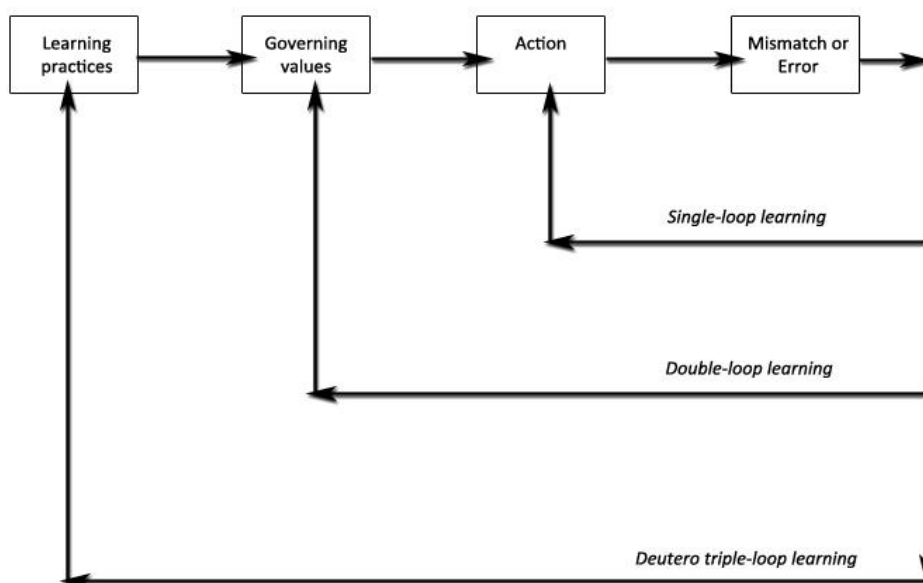 Learning
practices
Governing
values
Action
Mismatch or
Error
Single-loop learning
Double-loop learning
Deutero triple-loop learning